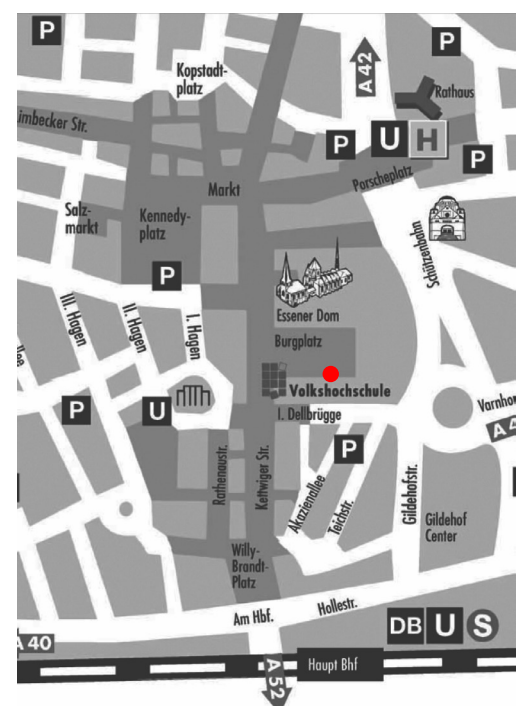 P
P
A 42
Kopstadt-
platz
Rathaus
imbecker Str.
P
U
H
P
Markt
Porscheplatz
Salz-
markt
Kennedy-
platz
Schützenbahn
P
Essener Dom
Burgplatz
III. Hagen
II. Hagen
I. Hagen
allee
Volkshochschule
P
U
I. Dellbrügge
Varnho
A 4
P
Rathenaustr.
Kettwiger Str.
Akazienallee
Teichstr.
Gildehofstr.
Gildehof
Center
Willy-
Brandt-
Platz
Am Hbf.
Hollestr.
DB
U
S
A 40
Haupt Bhf
A 52